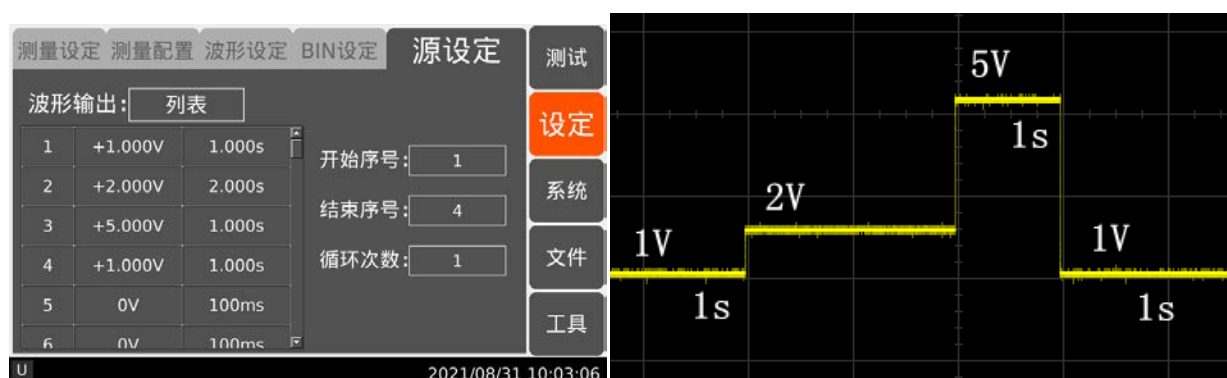 测量设定 测量配置 波形设定 BIN设定 源设定
波形输出: 列表
1 +1.000V 1.000s
2 +2.000V 2.000s
3 +5.000V 1.000s
4 +1.000V 1.000s
5 0V 100ms
6 0V 100ms
开始序号: 1
结束序号: 4
循环次数: 1
测试
设定
系统
文件
工具
U 2021/08/31 10:03:06
5V
1s
2V
1V
1s
1V
1s